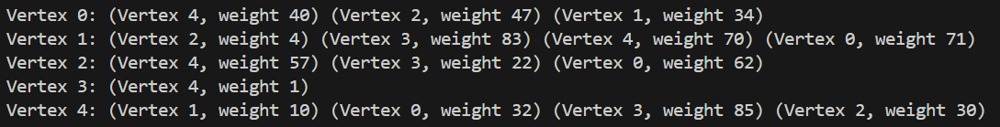 Vertex 0: (Vertex 4, weight 40) (Vertex 2, weight 47) (Vertex 1, weight 34)
Vertex 1: (Vertex 2, weight 4) (Vertex 3, weight 83) (Vertex 4, weight 70) (Vertex 0, weight 71)
Vertex 2: (Vertex 4, weight 57) (Vertex 3, weight 22) (Vertex 0, weight 62)
Vertex 3: (Vertex 4, weight 1)
Vertex 4: (Vertex 1, weight 10) (Vertex 0, weight 32) (Vertex 3, weight 85) (Vertex 2, weight 30)